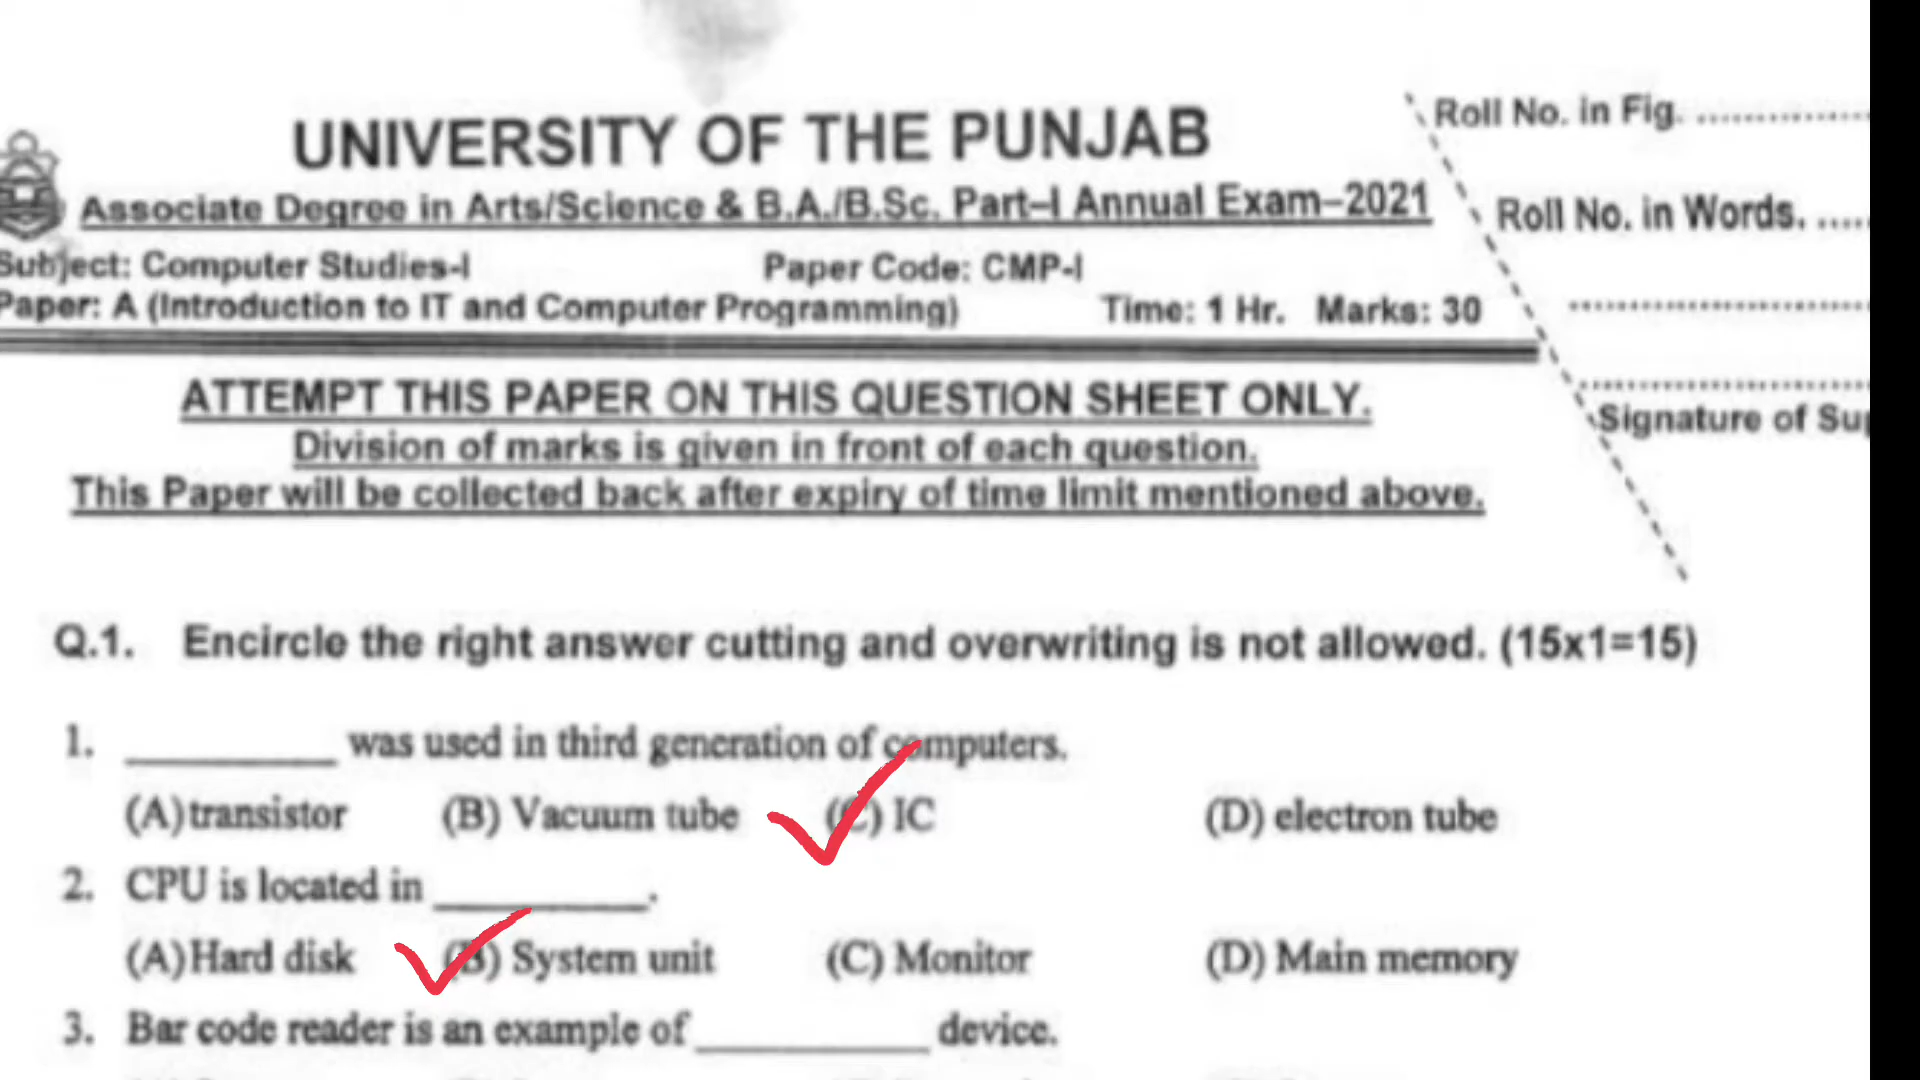 UNIVERSITY OF THE PUNJAB
Associate Degree in Arts/Science & B.A./B.Sc. Part–I Annual Exam–2021
Subject: Computer Studies-I Paper Code: CMP-I
Paper: A (Introduction to IT and Computer Programming) Time: 1 Hr. Marks: 30
Roll No. in Fig. ................
Roll No. in Words. .....
Signature of
ATTEMPT THIS PAPER ON THIS QUESTION SHEET ONLY.
Division of marks is given in front of each question.
This Paper will be collected back after expiry of time limit mentioned above.
Q.1. Encircle the right answer cutting and overwriting is not allowed. (15x1=15)
1. __________ was used in third generation of computers.
(A) transistor (B) Vacuum tube (C) IC (D) electron tube
2. CPU is located in __________.
(A) Hard disk (B) System unit (C) Monitor (D) Main memory
3. Bar code reader is an example of ___________ device.